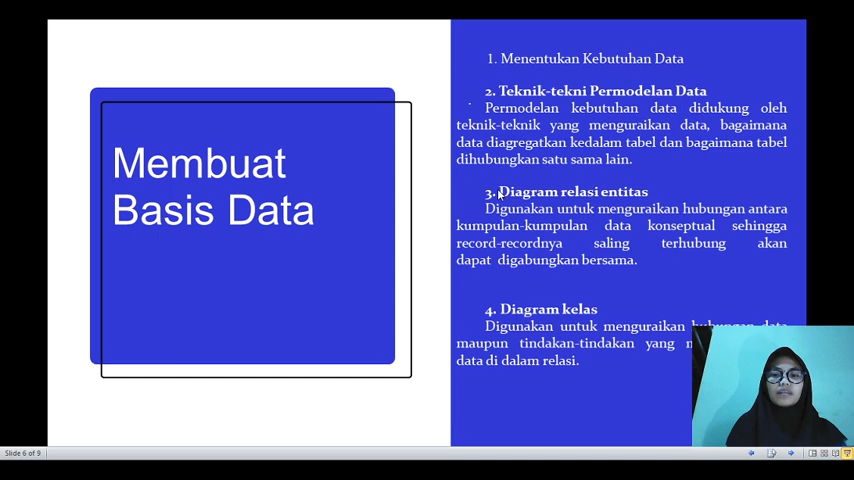 Membuat
Basis Data
1. Menentukan Kebutuhan Data
2. Teknik-tekni Permodelan Data
Permodelan kebutuhan data didukung oleh
teknik-teknik yang menguraikan data, bagaimana
data diagregatkan kedalam tabel dan bagaimana tabel
dihubungkan satu sama lain.
3. Diagram relasi entitas
Digunakan untuk menguraikan hubungan antara
kumpulan-kumpulan data konseptual sehingga
record-recordnya saling terhubung akan
dapat digabungkan bersama.
4. Diagram kelas
Digunakan untuk menguraikan hubungan data
maupun tindakan-tindakan yang
data di dalam relasi.
Slide 6 of 9